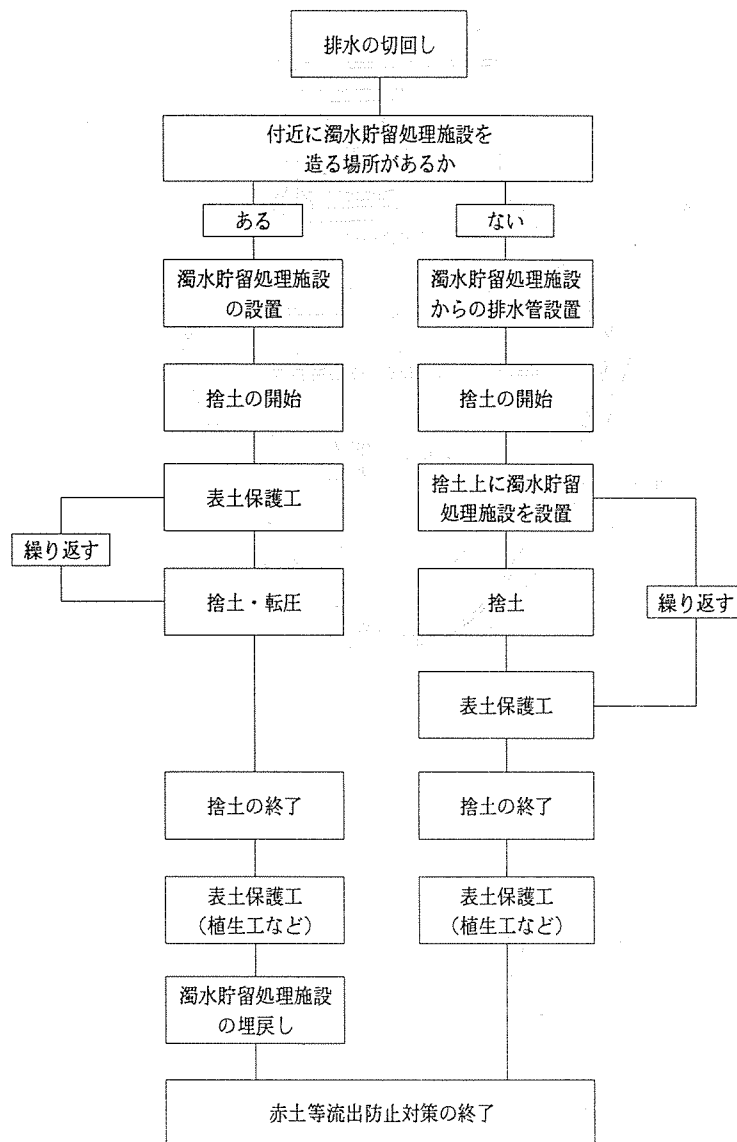 排水の切回し
付近に濁水貯留処理施設を
造る場所があるか
ある
ない
濁水貯留処理施設
の設置
濁水貯留処理施設
からの排水管設置
捨土の開始
捨土の開始
表土保護工
捨土上に濁水貯留
処理施設を設置
繰り返す
捨土・転圧
捨土
繰り返す
表土保護工
捨土の終了
捨土の終了
表土保護工
（植生工など）
表土保護工
（植生工など）
濁水貯留処理施設
の埋戻し
赤土等流出防止対策の終了